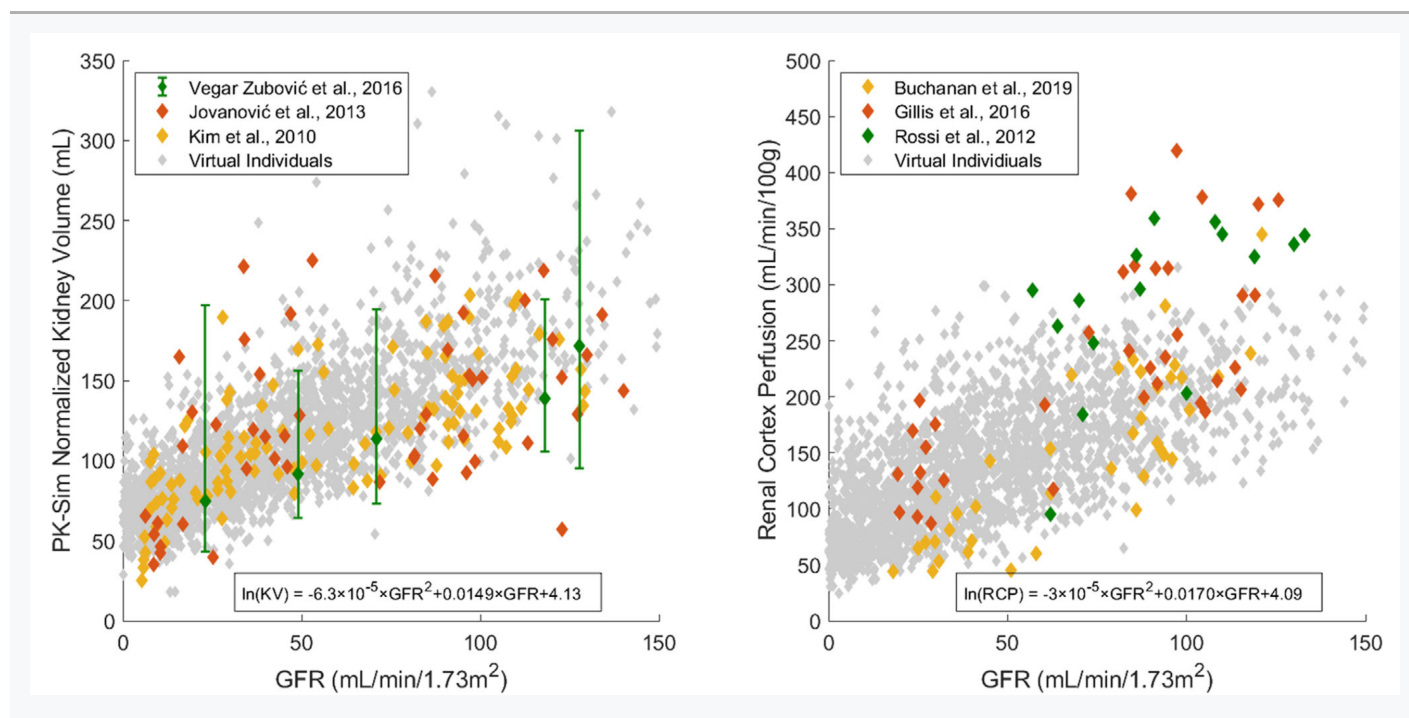 PK-Sim Normalized Kidney Volume (mL)
350
300
250
200
150
100
50
0
Vegar Zubović et al., 2016
Jovanović et al., 2013
Kim et al., 2010
Virtual Individiuals
ln(KV) = -6.3×10⁻⁵×GFR²+0.0149×GFR+4.13
0 50 100 150
GFR (mL/min/1.73m²)
Renal Cortex Perfusion (mL/min/100g)
500
450
400
350
300
250
200
150
100
50
0
Buchanan et al., 2019
Gillis et al., 2016
Rossi et al., 2012
Virtual Individiuals
ln(RCP) = -3×10⁻⁵×GFR²+0.0170×GFR+4.09
0 50 100 150
GFR (mL/min/1.73m²)